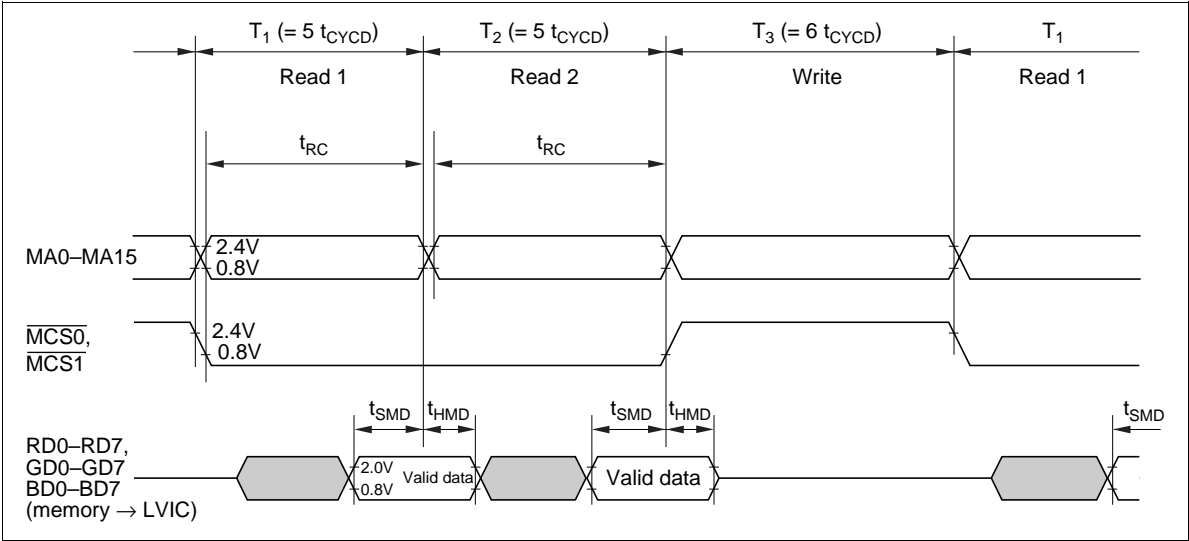 T1 (= 5 tCYCD) T2 (= 5 tCYCD) T3 (= 6 tCYCD) T1
Read 1 Read 2 Write Read 1
tRC tRC
MA0–MA15 2.4V
0.8V
MCS0, 2.4V
MCS1 0.8V
tSMD tHMD tSMD tHMD tSMD
RD0–RD7,
GD0–GD7 2.0V Valid data Valid data
BD0–BD7 0.8V
(memory → LVIC)